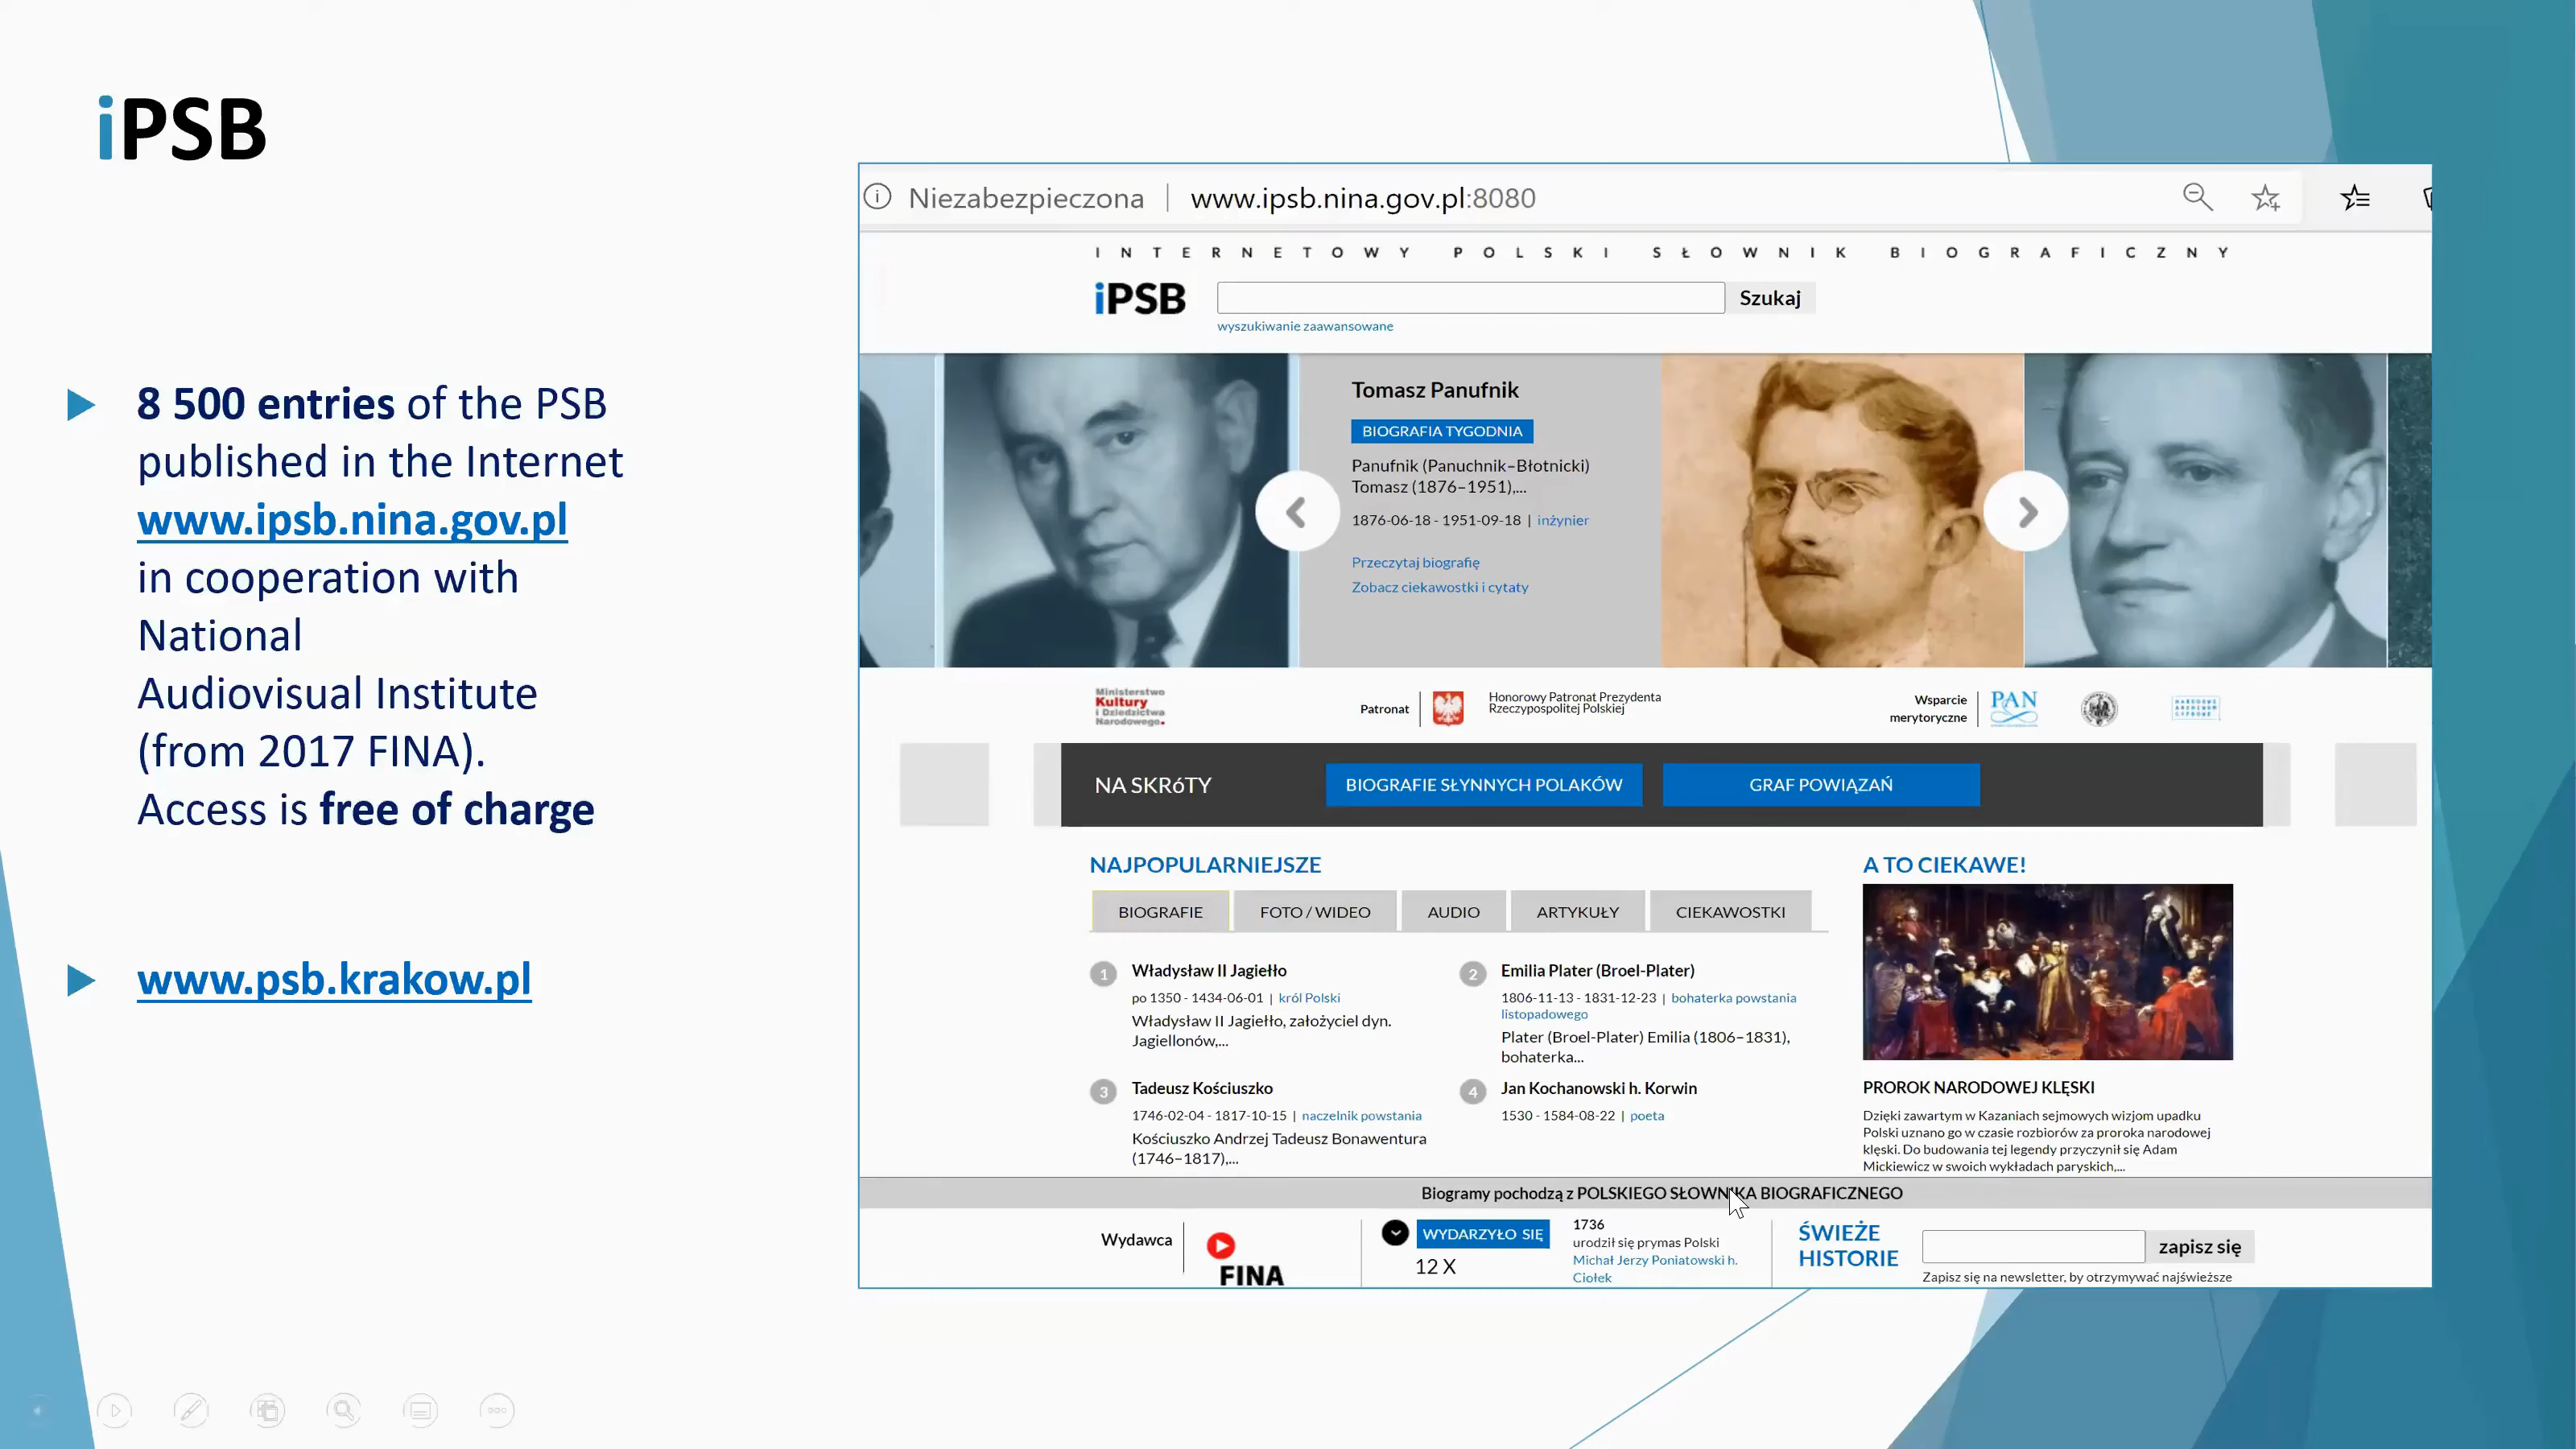 iPSB
8 500 entries of the PSB
published in the Internet
www.ipsb.nina.gov.pl
in cooperation with
National
Audiovisual Institute
(from 2017 FINA).
Access is free of charge
www.psb.krakow.pl
Niezabezpieczona | www.ipsb.nina.gov.pl:8080
INTERNETOWY POLSKI SŁOWNIK BIOGRAFICZNY
iPSB
Szukaj
wyszukiwanie zaawansowane
Tomasz Panufnik
BIOGRAFIA TYGODNIA
Panufnik (Panuchnik–Błotnicki)
Tomasz (1876–1951),...
1876-06-18 - 1951-09-18 | inżynier
Przeczytaj biografię
Zobacz ciekawostki i cytaty
Ministerstwo
Kultury
i Dziedzictwa
Narodowego.
Patronat
Honorowy Patronat Prezydenta
Rzeczypospolitej Polskiej
Wsparcie
merytoryczne
PAN
NARODOWE
ARCHIWUM
CYFROWE
NA SKRóTY
BIOGRAFIE SŁYNNYCH POLAKÓW
GRAF POWIĄZAŃ
NAJPOPULARNIEJSZE
BIOGRAFIE
FOTO / WIDEO
AUDIO
ARTYKUŁY
CIEKAWOSTKI
1 Władysław II Jagiełło
po 1350 - 1434-06-01 | król Polski
Władysław II Jagiełło, założyciel dyn.
Jagiellonów,...
2 Emilia Plater (Broel-Plater)
1806-11-13 - 1831-12-23 | bohaterka powstania
listopadowego
Plater (Broel-Plater) Emilia (1806–1831),
bohaterka...
3 Tadeusz Kościuszko
1746-02-04 - 1817-10-15 | naczelnik powstania
Kościuszko Andrzej Tadeusz Bonawentura
(1746–1817),...
4 Jan Kochanowski h. Korwin
1530 - 1584-08-22 | poeta
A TO CIEKAWE!
PROROK NARODOWEJ KLĘSKI
Dzięki zawartym w Kazaniach sejmowych wizjom upadku
Polski uznano go w czasie rozbiorów za proroka narodowej
klęski. Do budowania tej legendy przyczynił się Adam
Mickiewicz w swoich wykładach paryskich,...
Biogramy pochodzą z POLSKIEGO SŁOWNIKA BIOGRAFICZNEGO
Wydawca
FINA
WYDARZYŁO SIĘ
12 X
1736
urodził się prymas Polski
Michał Jerzy Poniatowski h.
Ciołek
ŚWIEŻE
HISTORIE
zapisz się
Zapisz się na newsletter, by otrzymywać najświeższe